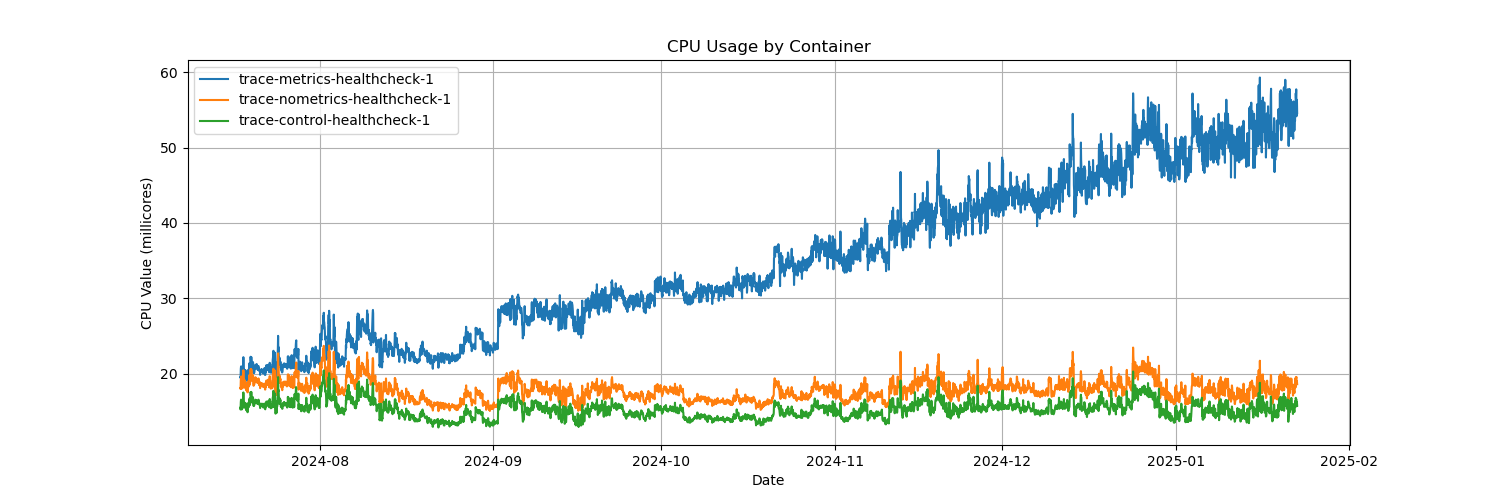 CPU Usage by Container
trace-metrics-healthcheck-1
trace-nometrics-healthcheck-1
trace-control-healthcheck-1
CPU Value (millicores)
60
50
40
30
20
2024-08
2024-09
2024-10
2024-11
2024-12
2025-01
2025-02
Date